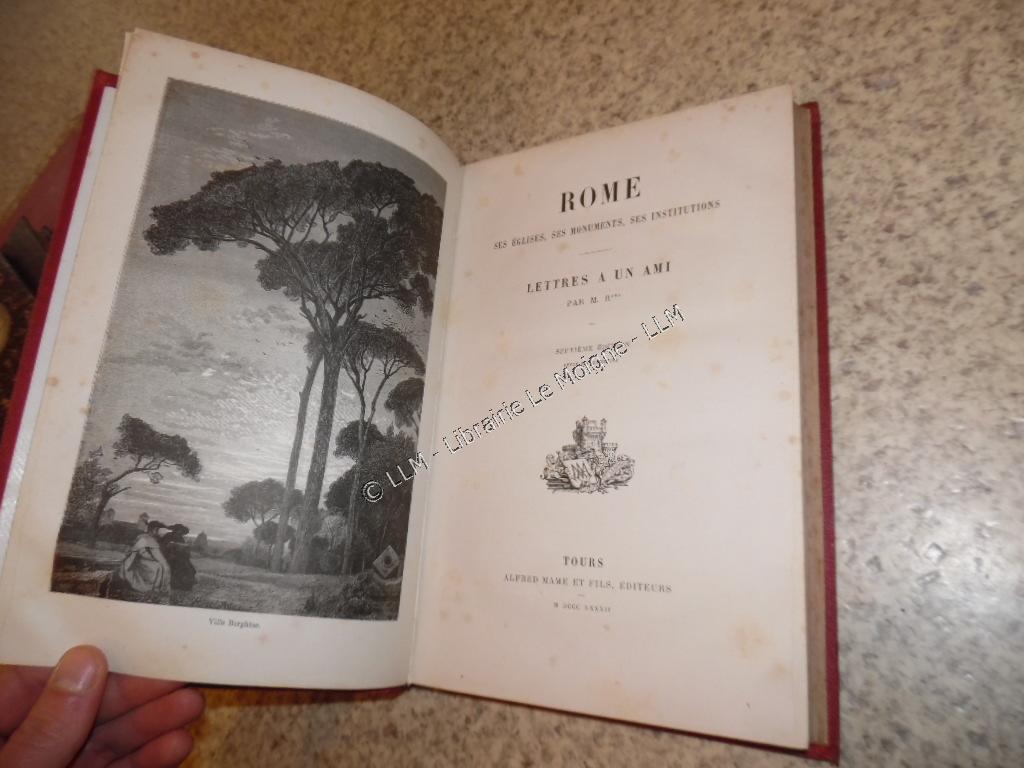 Villa Borghèse.
ROME
SES ÉGLISES, SES MONUMENTS, SES INSTITUTIONS
LETTRES A UN AMI
PAR M. R***
SEPTIÈME
TOURS
ALFRED MAME ET FILS, ÉDITEURS
M DCCC LXXXII
© LLM - Librairie Le Moigne - LLM